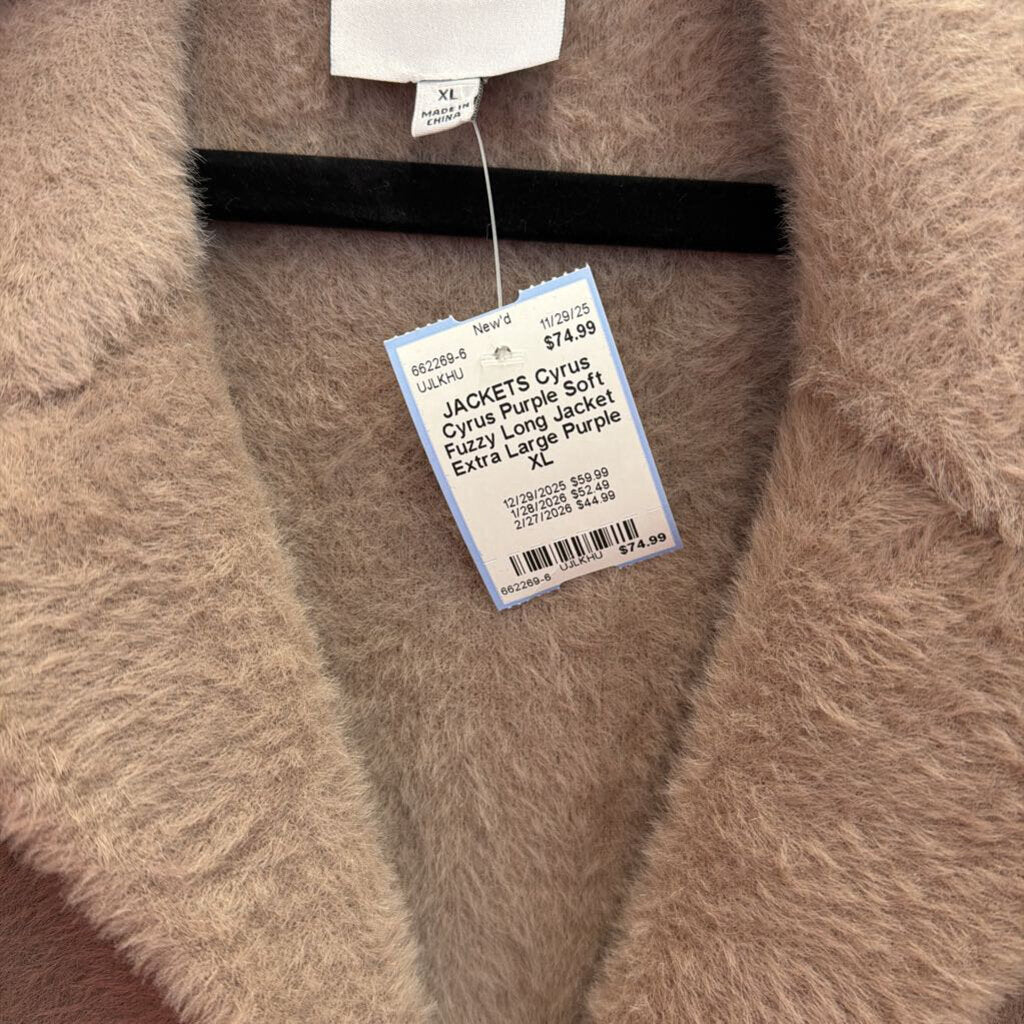 XL
MADE IN
CHINA
New'd
11/29/25
662269-6
$74.99
UJLKHU
JACKETS Cyrus
Cyrus Purple Soft
Fuzzy Long Jacket
Extra Large Purple
XL
12/29/2025 $59.99
1/28/2026 $52.49
2/27/2026 $44.99
662269-6 UJLKHU $74.99